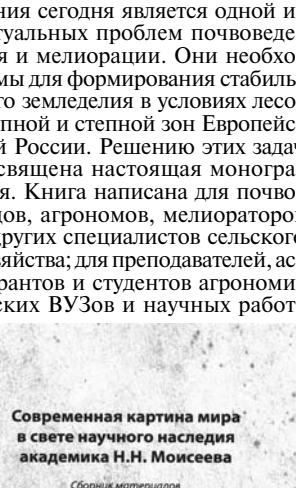 ния сегодня является одной и
туальных проблем почвоведе
я и мелиорации. Они необхо
мы для формирования стабиль
го земледелия в условиях лесо
пной и степной зон Европейс
й России. Решению этих задач
священа настоящая моногра
я. Книга написана для почво
дов, агрономов, мелиораторо
других специалистов сельского
зяйства; для преподавателей, ас
рантов и студентов агрономи
ских ВУЗов и научных работ
Современная картина мира
в свете научного наследия
академика Н.Н. Моисеева
Сборник материалов